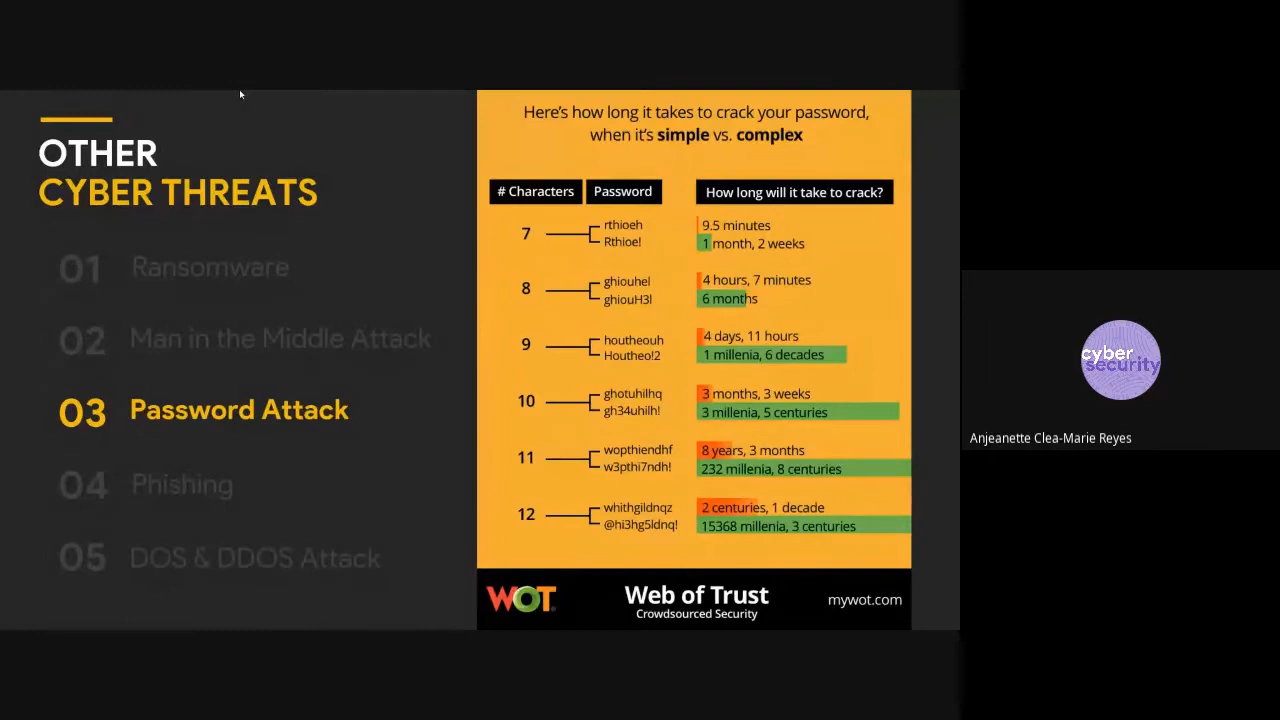 OTHER
CYBER THREATS
01 Ransomware
02 Man in the Middle Attack
03 Password Attack
04 Phishing
05 DOS & DDOS Attack
Here's how long it takes to crack your password,
when it's simple vs. complex
# Characters Password How long will it take to crack?
7
rthioeh 9.5 minutes
Rthioe! 1 month, 2 weeks
8
ghiouhel 4 hours, 7 minutes
ghiouH3l 6 months
9
houtheouh 4 days, 11 hours
Houtheo!2 1 millenia, 6 decades
10
ghotuhilhq 3 months, 3 weeks
gh34uhilh! 3 millenia, 5 centuries
11
wopthiendhf 8 years, 3 months
w3pthi7ndh! 232 millenia, 8 centuries
12
whithgildnqz 2 centuries, 1 decade
@hi3hg5ldnq! 15368 millenia, 3 centuries
WOT
Web of Trust
Crowdsourced Security
mywot.com
cyber
security
Anjeanette Clea-Marie Reyes